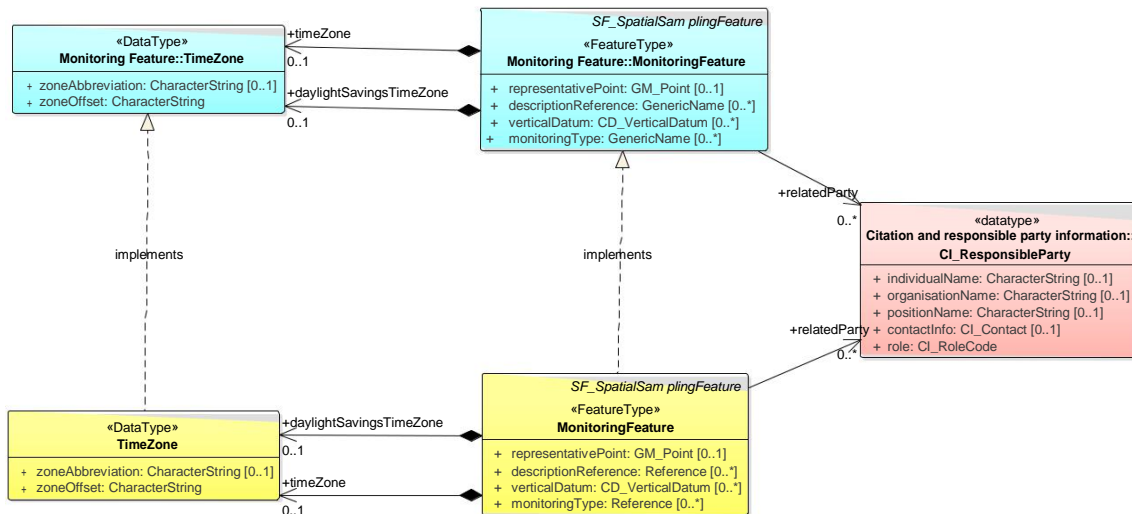 «DataType»
Monitoring Feature::TimeZone
+ zoneAbbreviation: CharacterString [0..1]
+ zoneOffset: CharacterString
+timeZone
0..1
+daylightSavingsTimeZone
0..1
SF_SpatialSam plingFeature
«FeatureType»
Monitoring Feature::MonitoringFeature
+ representativePoint: GM_Point [0..1]
+ descriptionReference: GenericName [0..*]
+ verticalDatum: CD_VerticalDatum [0..*]
+ monitoringType: GenericName [0..*]
+relatedParty
0..*
«datatype»
Citation and responsible party information::
CI_ResponsibleParty
+ individualName: CharacterString [0..1]
+ organisationName: CharacterString [0..1]
+ positionName: CharacterString [0..1]
+ contactInfo: CI_Contact [0..1]
+ role: CI_RoleCode
implements
implements
+relatedParty
0..*
«DataType»
TimeZone
+ zoneAbbreviation: CharacterString [0..1]
+ zoneOffset: CharacterString
+daylightSavingsTimeZone
0..1
+timeZone
0..1
SF_SpatialSam plingFeature
«FeatureType»
MonitoringFeature
+ representativePoint: GM_Point [0..1]
+ descriptionReference: Reference [0..*]
+ verticalDatum: CD_VerticalDatum [0..*]
+ monitoringType: Reference [0..*]